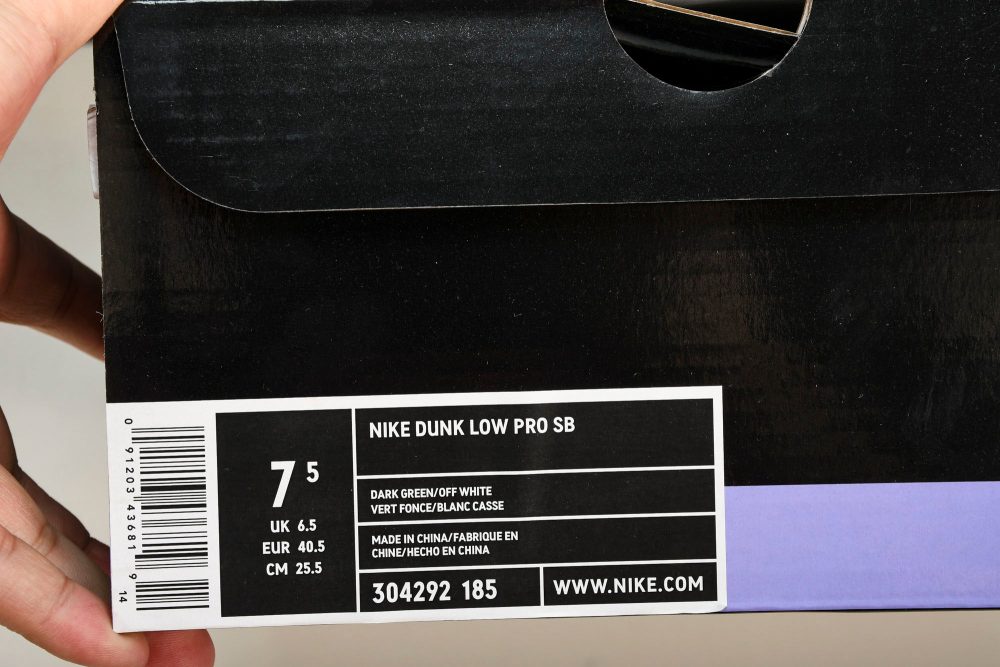 0 91203 43681 9 14
7 5
UK 6.5
EUR 40.5
CM 25.5
NIKE DUNK LOW PRO SB
DARK GREEN/OFF WHITE
VERT FONCE/BLANC CASSE
MADE IN CHINA/FABRIQUE EN
CHINE/HECHO EN CHINA
304292 185
WWW.NIKE.COM